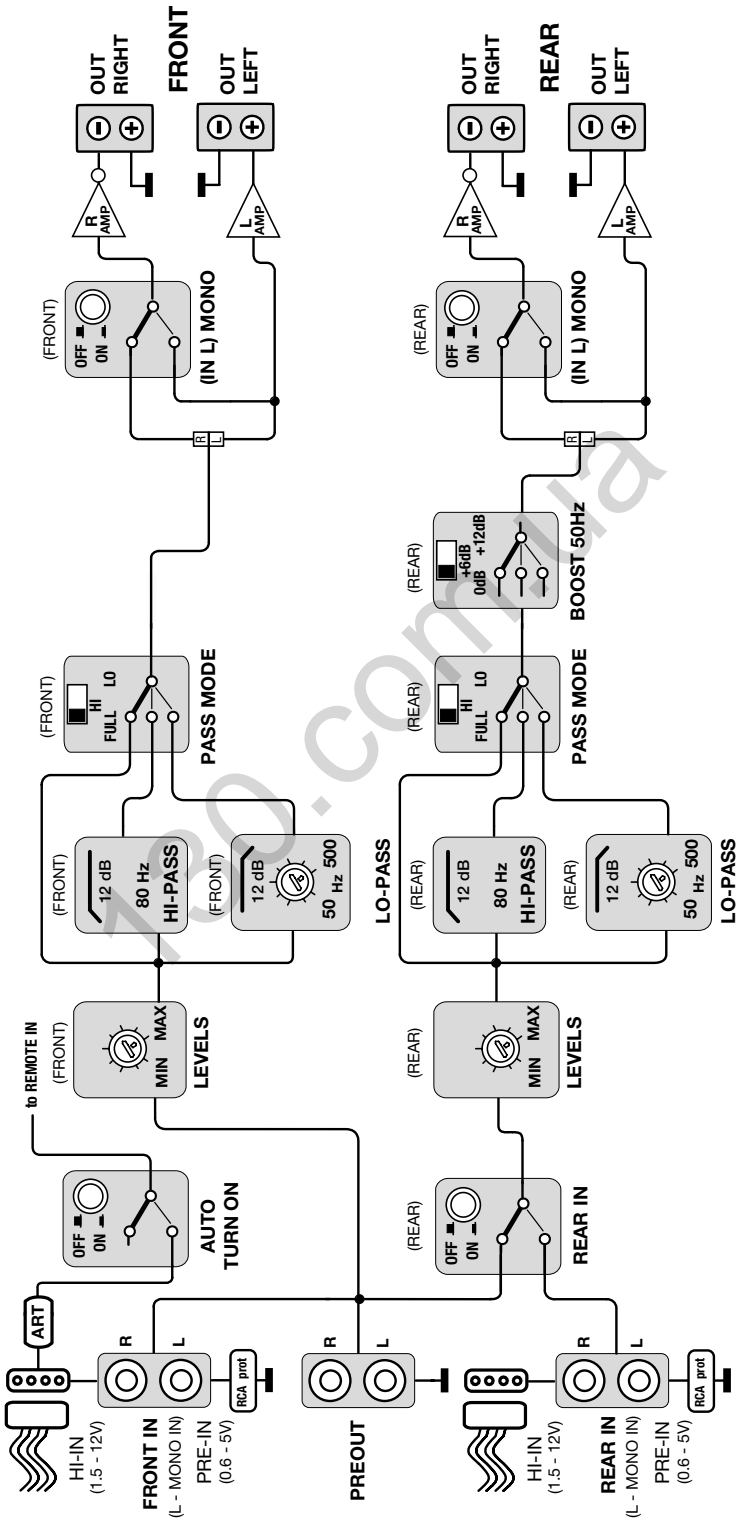 HI-IN
(1.5 - 12V)
FRONT IN
(L - MONO IN)
PRE-IN
(0.6 - 5V)
ART
R
L
RCA prot
OFF
ON
AUTO
TURN ON
to REMOTE IN
PREOUT
R
L
HI-IN
(1.5 - 12V)
REAR IN
(L - MONO IN)
PRE-IN
(0.6 - 5V)
R
L
RCA prot
(REAR)
OFF
ON
REAR IN
(FRONT)
MIN MAX
LEVELS
(REAR)
MIN MAX
LEVELS
(FRONT)
12 dB
80 Hz
HI-PASS
(FRONT)
12 dB
50 Hz 500
LO-PASS
(REAR)
12 dB
80 Hz
HI-PASS
(REAR)
12 dB
50 Hz 500
LO-PASS
(FRONT)
FULL HI LO
PASS MODE
(REAR)
FULL HI LO
PASS MODE
(REAR)
0dB +6dB +12dB
BOOST 50Hz
R
L
R
L
(FRONT)
OFF
ON
(IN L) MONO
(REAR)
OFF
ON
(IN L) MONO
R
AMP
L
AMP
R
AMP
L
AMP
OUT
RIGHT
FRONT
OUT
LEFT
OUT
RIGHT
REAR
OUT
LEFT
130.com.ua